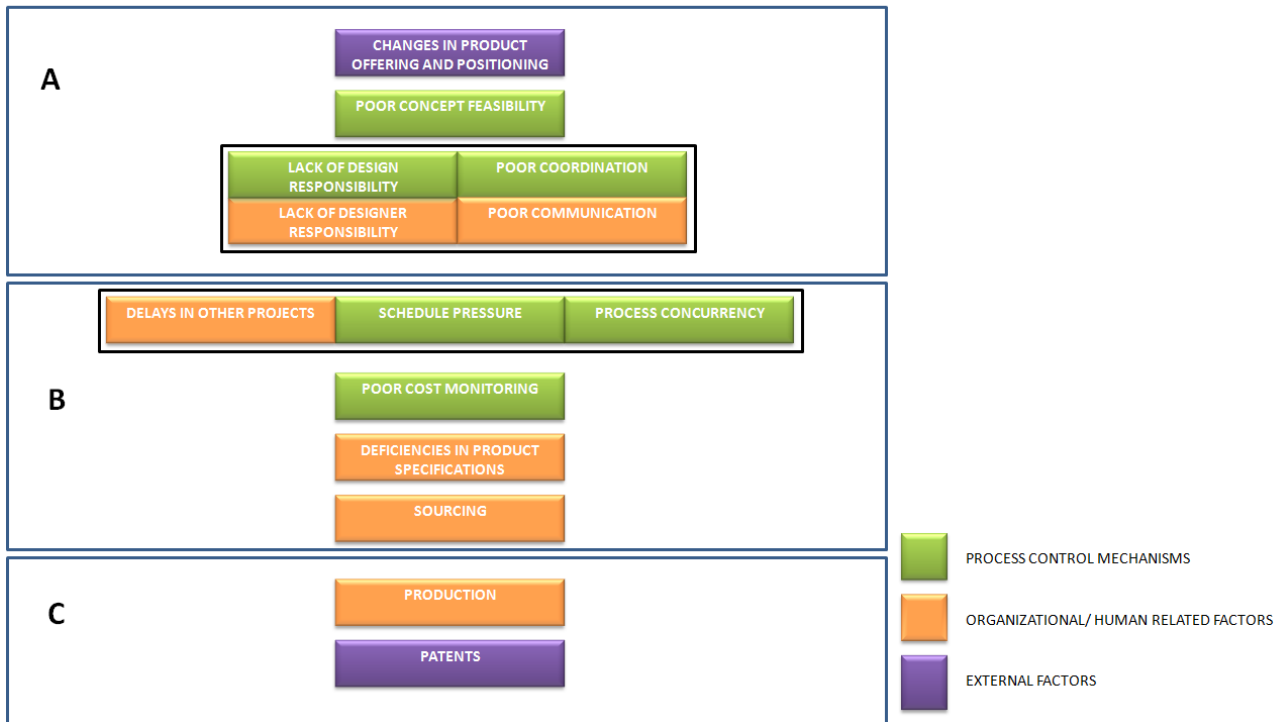 A
CHANGES IN PRODUCT
OFFERING AND POSITIONING
POOR CONCEPT FEASIBILITY
LACK OF DESIGN
RESPONSIBILITY
POOR COORDINATION
LACK OF DESIGNER
RESPONSIBILITY
POOR COMMUNICATION
B
DELAYS IN OTHER PROJECTS
SCHEDULE PRESSURE
PROCESS CONCURRENCY
POOR COST MONITORING
DEFICIENCIES IN PRODUCT
SPECIFICATIONS
SOURCING
C
PRODUCTION
PATENTS
PROCESS CONTROL MECHANISMS
ORGANIZATIONAL/ HUMAN RELATED FACTORS
EXTERNAL FACTORS